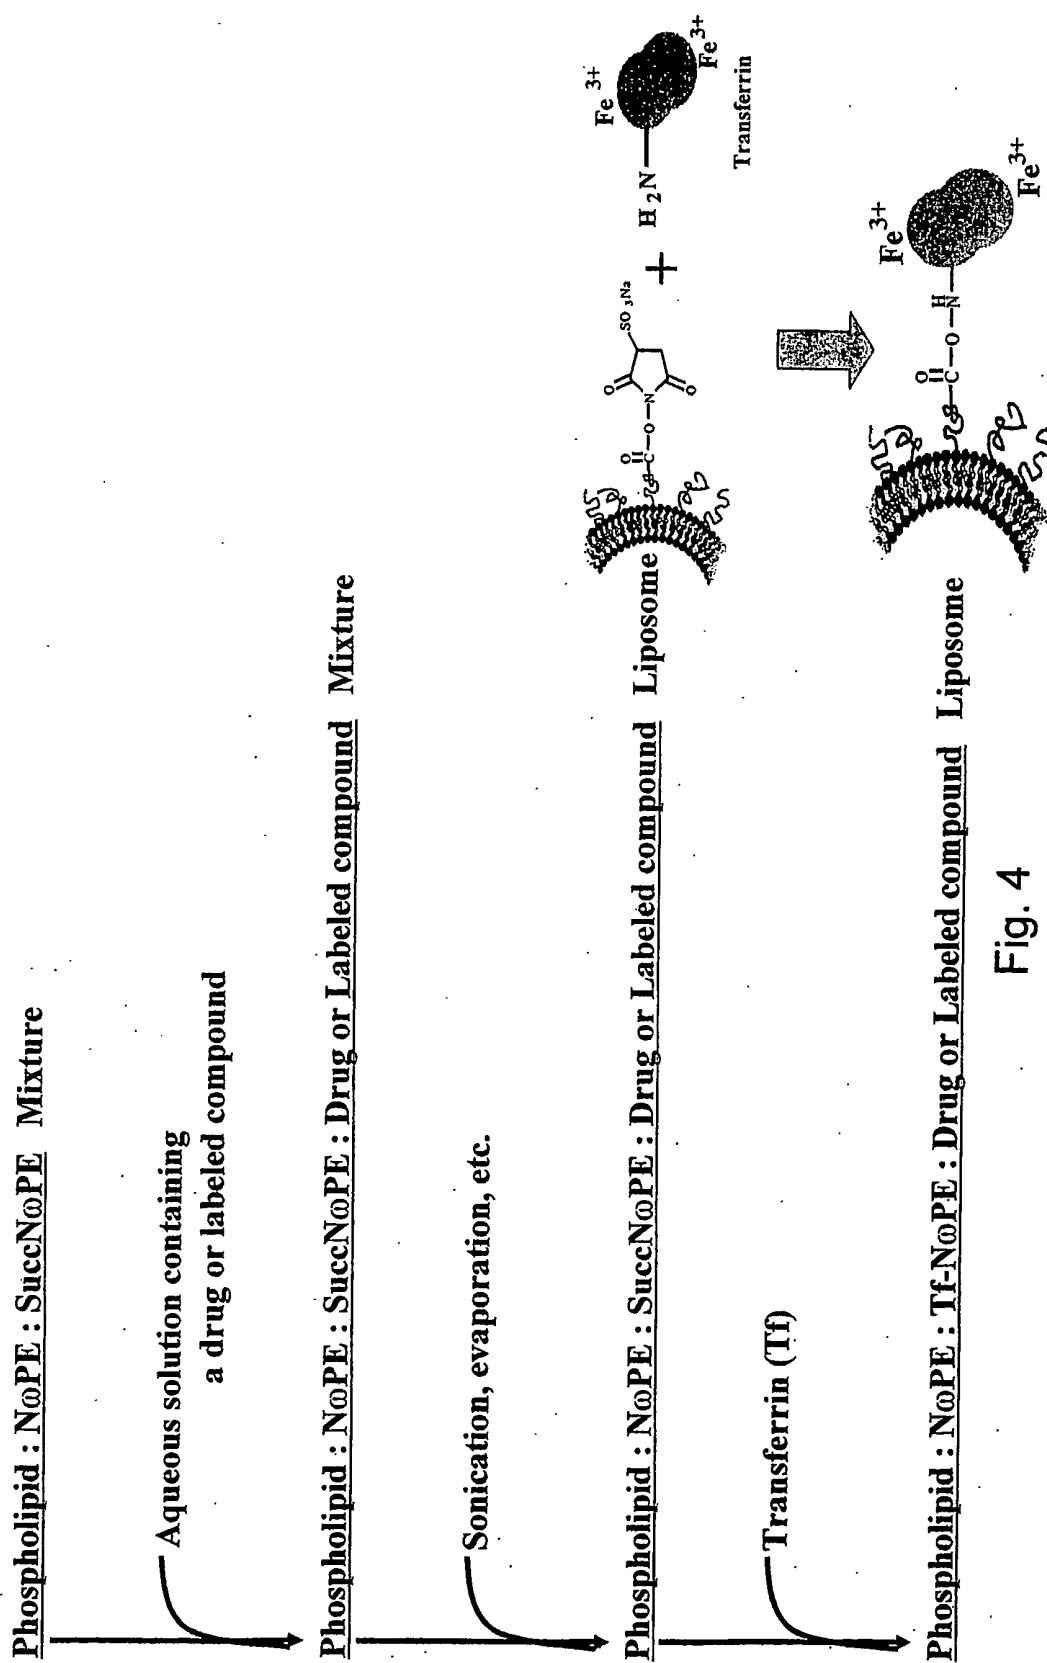 Phospholipid : NωPE : SuccNωPE Mixture
Aqueous solution containing
a drug or labeled compound
Phospholipid : NωPE : SuccNωPE : Drug or Labeled compound Mixture
Sonication, evaporation, etc.
Phospholipid : NωPE : SuccNωPE : Drug or Labeled compound Liposome
O
C—O—N
O
O
SO3Na
+
H2N
Fe3+
Fe3+
Transferrin
Transferrin (Tf)
Phospholipid : NωPE : Tf-NωPE : Drug or Labeled compound Liposome
O
C—O—N
H
Fe3+
Fe3+
Fig. 4